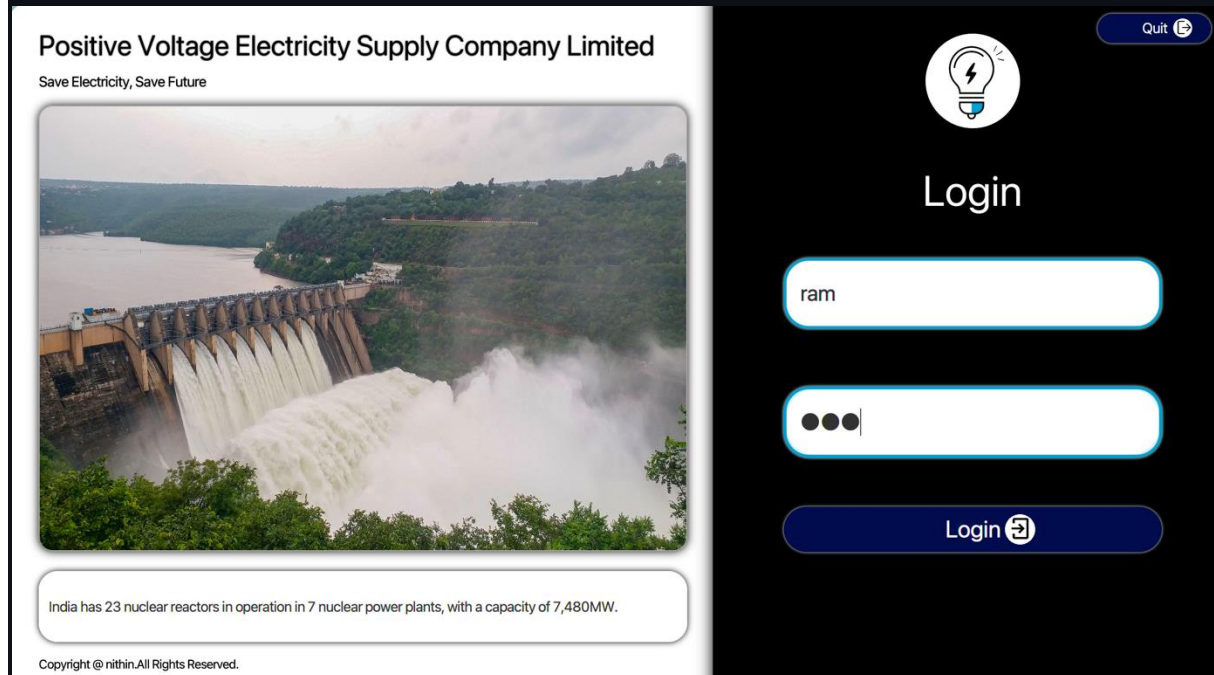 Positive Voltage Electricity Supply Company Limited
Save Electricity, Save Future
India has 23 nuclear reactors in operation in 7 nuclear power plants, with a capacity of 7,480MW.
Copyright @ nithin.All Rights Reserved.
Quit
Login
ram
●●●
Login